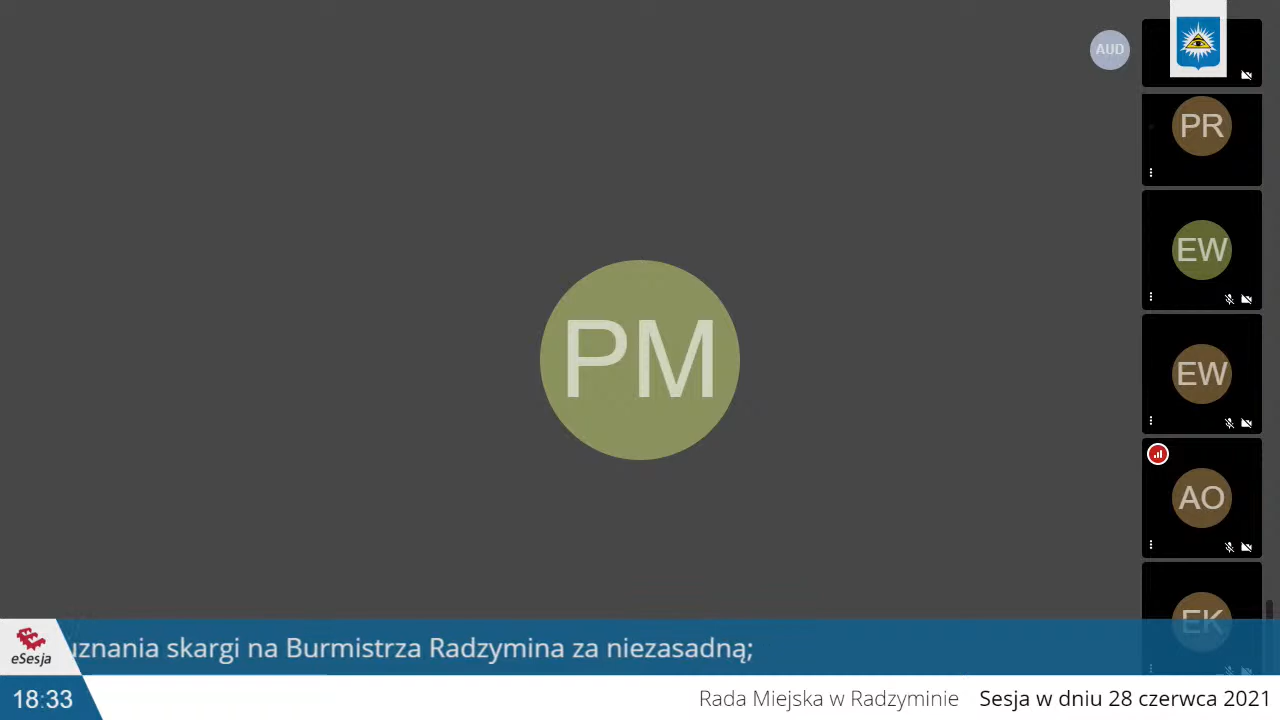 AUD
PR
EW
EW
AO
EK
PM
uznania skargi na Burmistrza Radzymina za niezasadną;
eSesja
18:33
Rada Miejska w Radzyminie Sesja w dniu 28 czerwca 2021